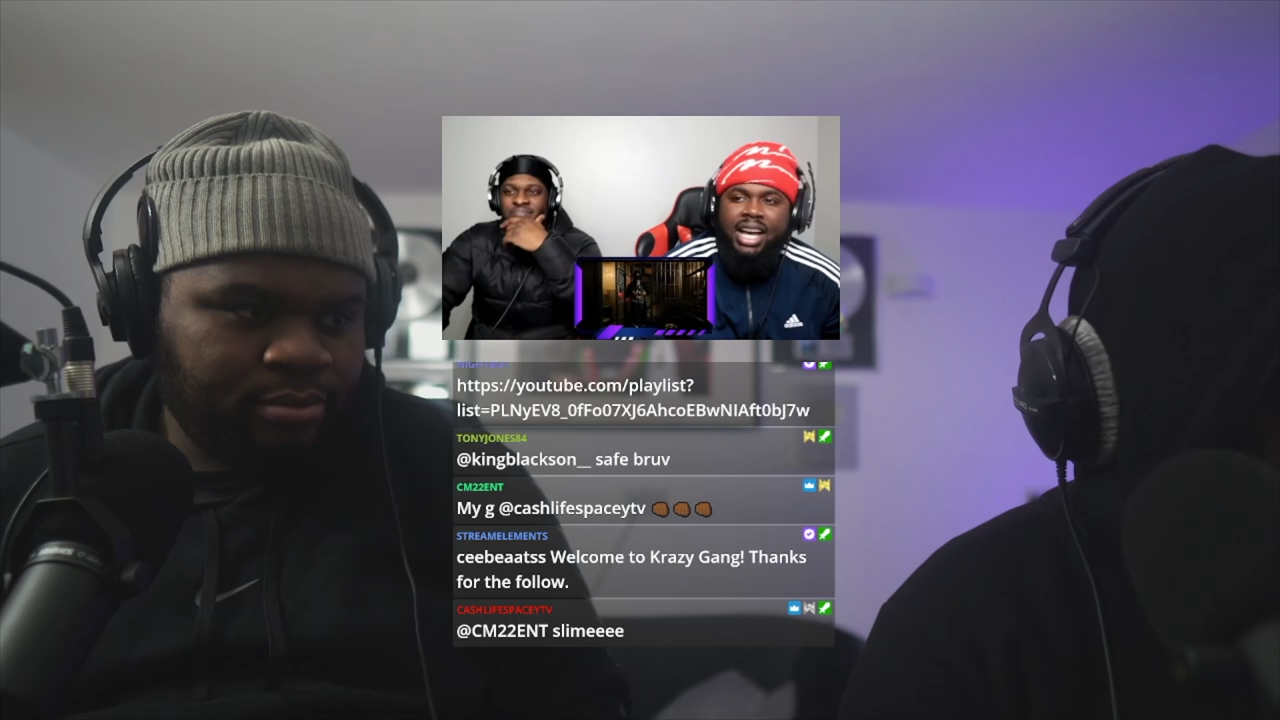 https://youtube.com/playlist?
list=PLNyEV8_0fFo07XJ6AhcoEBwNIAft0bJ7w
TONYJONES84
@kingblackson__ safe bruv
CM22ENT
My g @cashlifespaceytv 👊🏾👊🏾👊🏾
STREAMELEMENTS
ceebeaatss Welcome to Krazy Gang! Thanks
for the follow.
CASHLIFESPACEYTV
@CM22ENT slimeeee
adidas